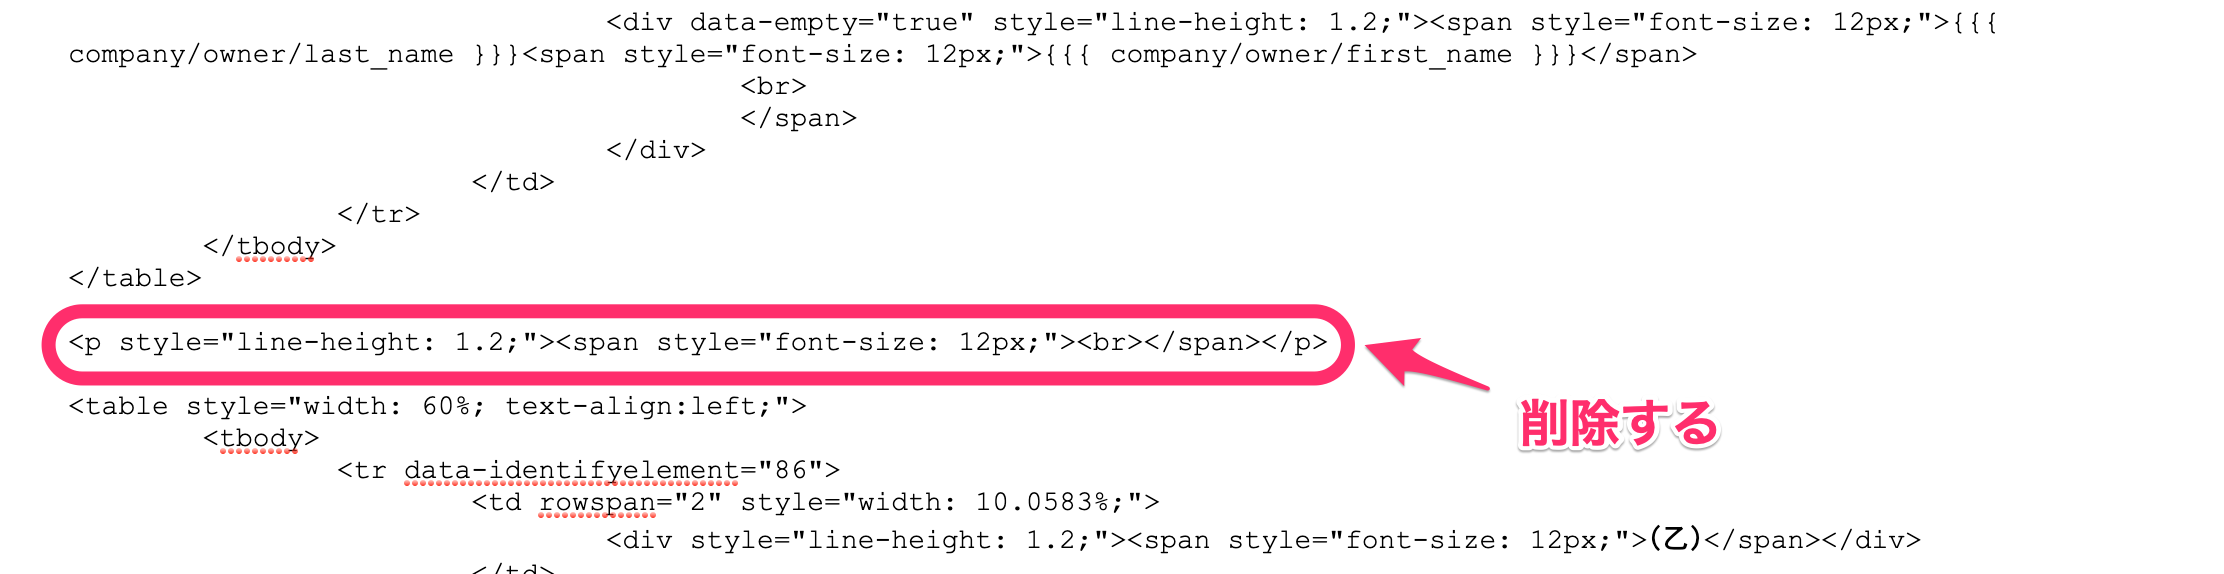 <div data-empty="true" style="line-height: 1.2;"><span style="font-size: 12px;">{{{
company/owner/last_name }}}<span style="font-size: 12px;">{{{ company/owner/first_name }}}</span>
<br>
</span>
</div>
</td>
</tr>
</tbody>
</table>
<p style="line-height: 1.2;"><span style="font-size: 12px;"><br></span></p>
削除する
<table style="width: 60%; text-align:left;">
<tbody>
<tr data-identifyelement="86">
<td rowspan="2" style="width: 10.0583%;">
<div style="line-height: 1.2;"><span style="font-size: 12px;">(乙)</span></div>
</td>